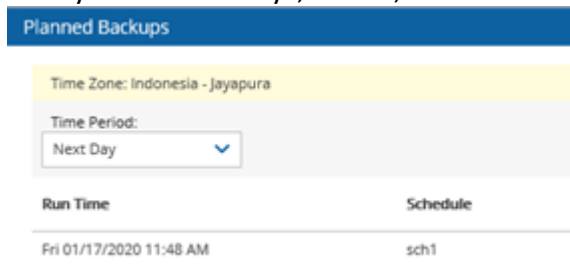 Planned Backups
Time Zone: Indonesia - Jayapura
Time Period:
Next Day
Run Time Schedule
Fri 01/17/2020 11:48 AM sch1